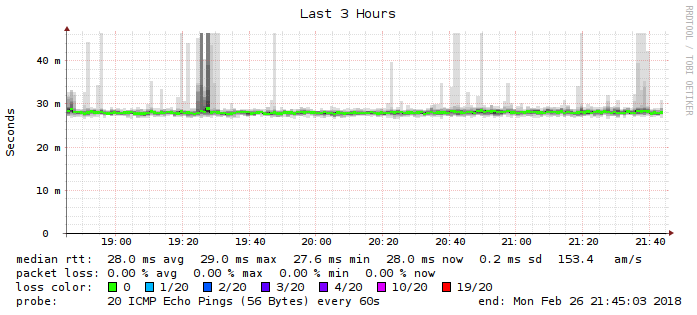 Last 3 Hours
RRDTOOL / TOBI OETIKER
Seconds
40 m
30 m
20 m
10 m
0
19:00 19:20 19:40 20:00 20:20 20:40 21:00 21:20 21:40
median rtt: 28.0 ms avg 29.0 ms max 27.6 ms min 28.0 ms now 0.2 ms sd 153.4 am/s
packet loss: 0.00 % avg 0.00 % max 0.00 % min 0.00 % now
loss color: 0 1/20 2/20 3/20 4/20 10/20 19/20
probe: 20 ICMP Echo Pings (56 Bytes) every 60s end: Mon Feb 26 21:45:03 2018